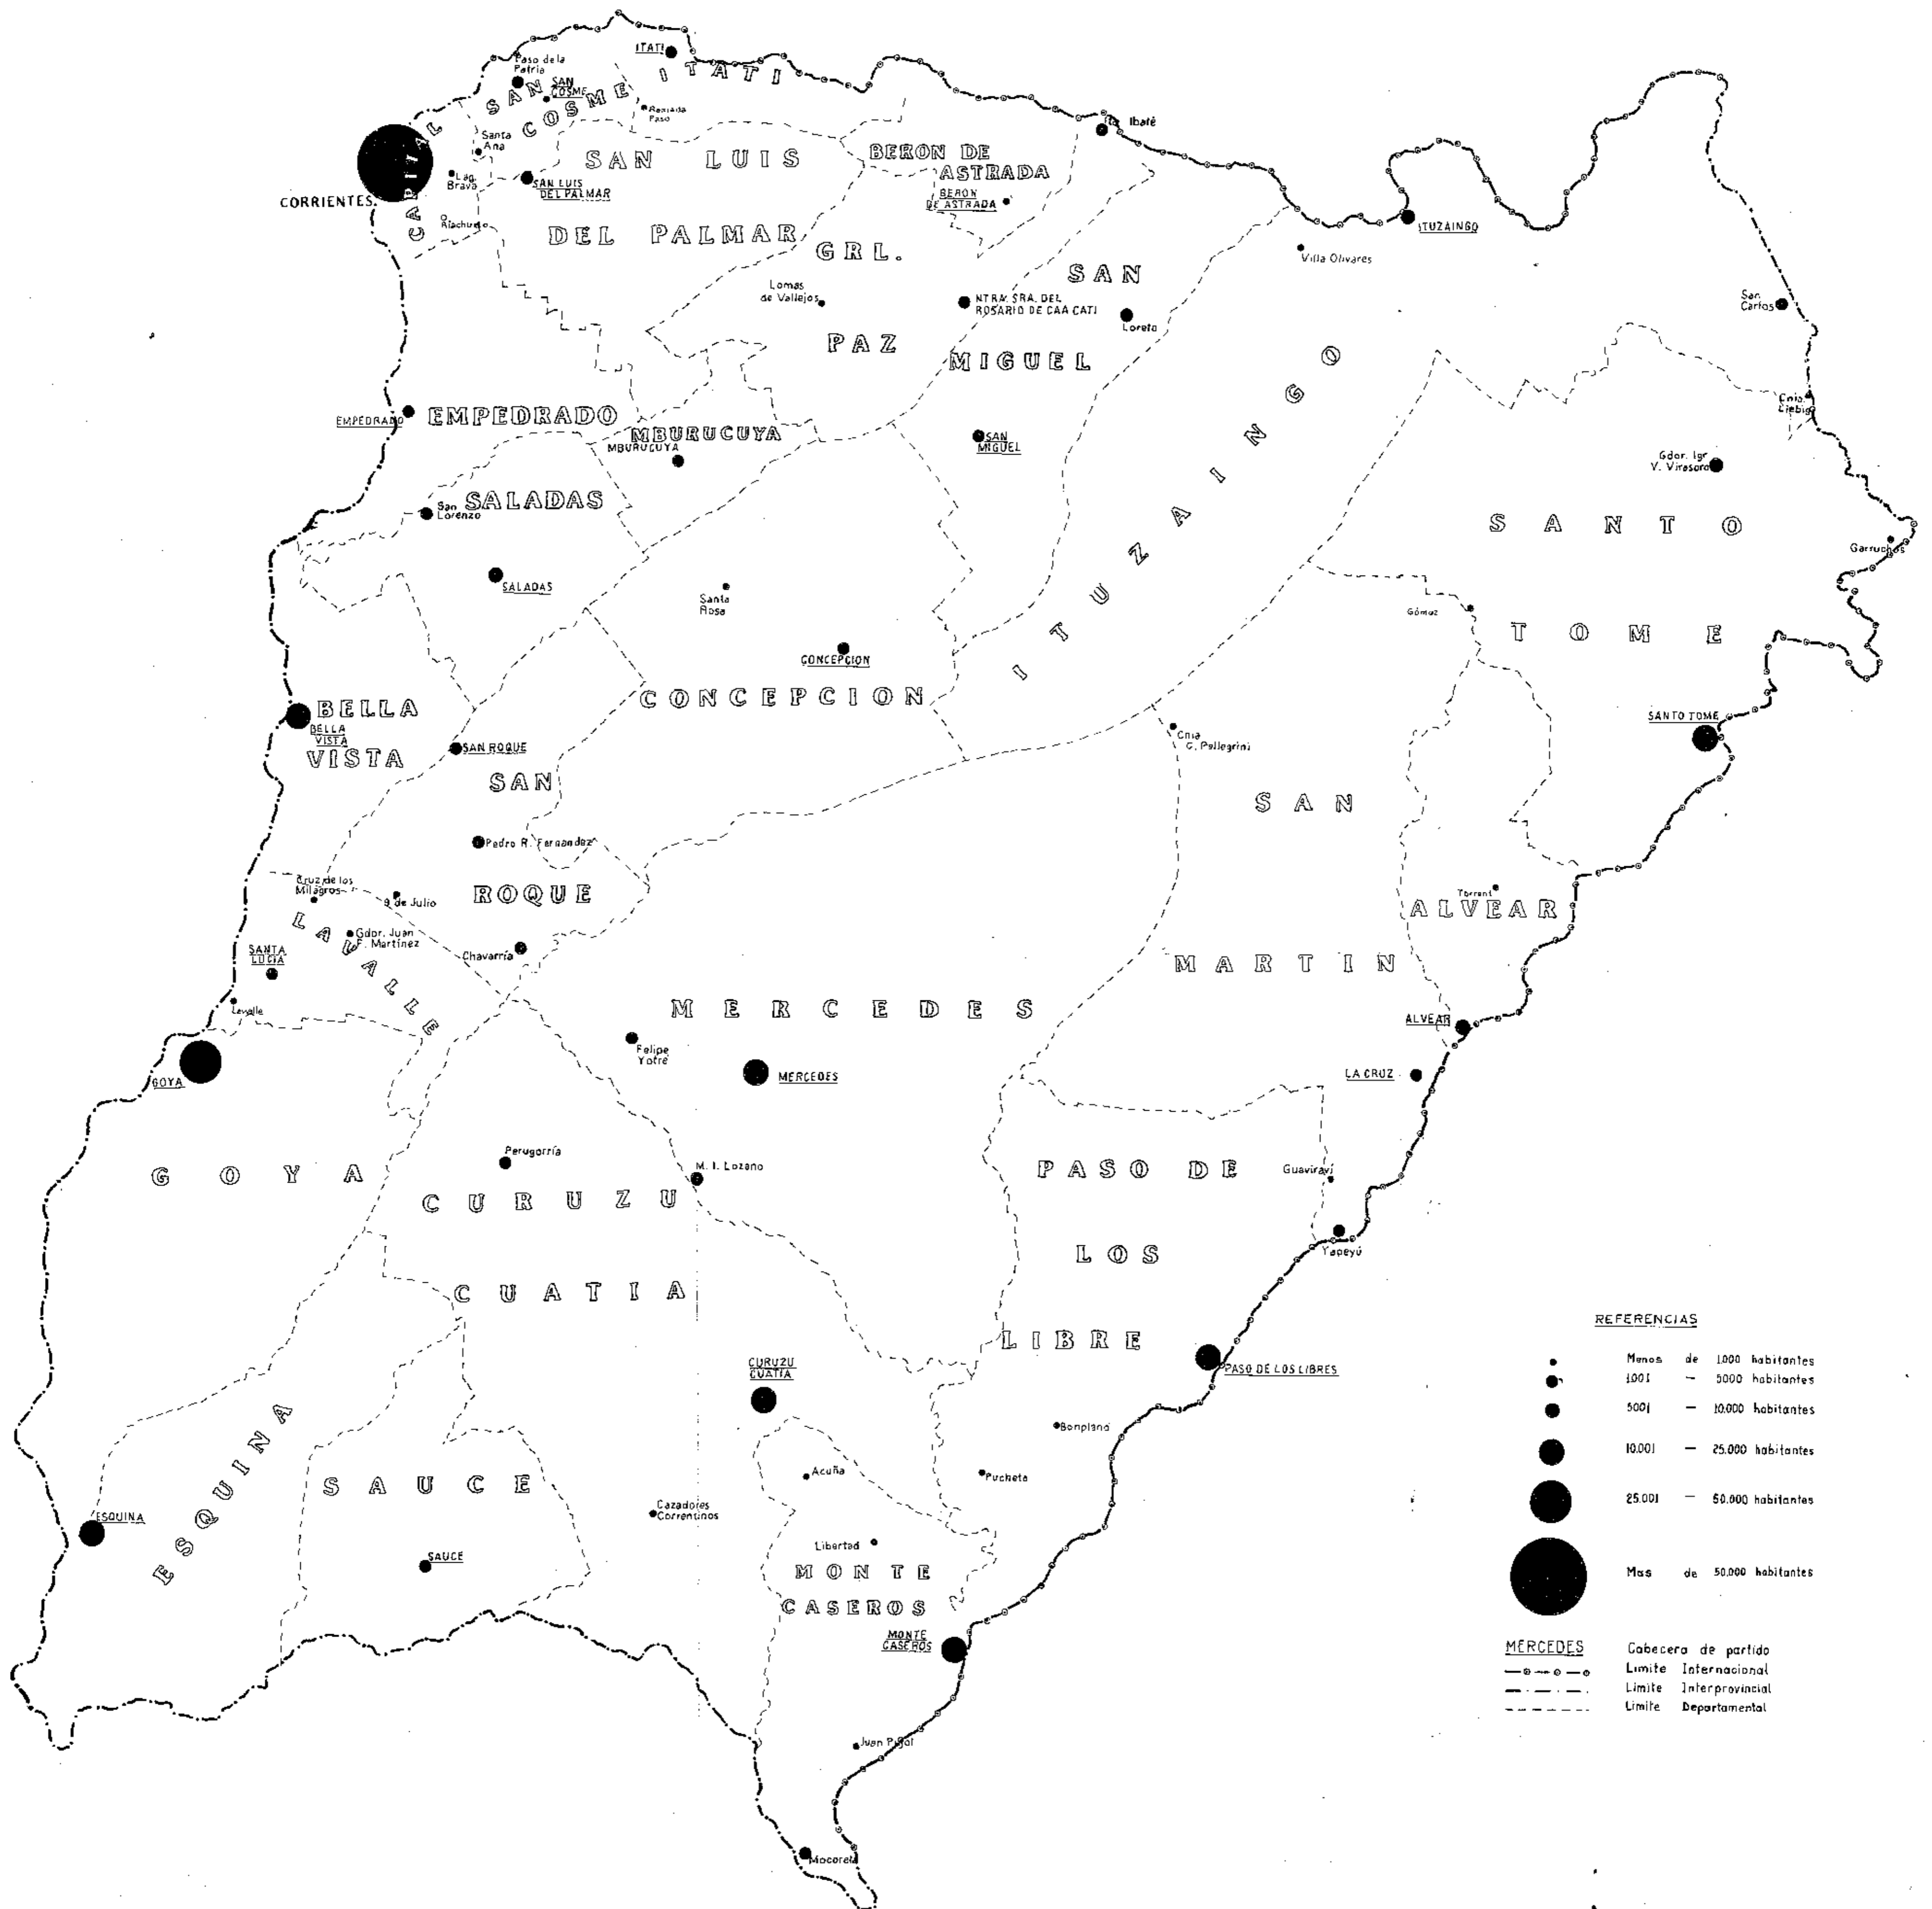 ITATI
Paso de la
Patria
SAN
COSME
ITATI
SAN
COSME
Ramada
Paso
Ita Ibaté
CAPITAL
Santa
Ana
Lag.
Brava
Riachuelo
CORRIENTES
SAN LUIS
DEL PALMAR
SAN LUIS
DEL PALMAR
BERON DE
ASTRADA
BERON
DE ASTRADA
ITUZAINGO
Villa Olivares
GRL.
PAZ
Lomas
de Vallejos
NTRA. SRA. DEL
ROSARIO DE CAA CATI
SAN
MIGUEL
Loreto
San
Carlos
ITUZAINGO
Cnia.
Liebig
EMPEDRADO
EMPEDRADO
MBURUCUYA
MBURUCUYA
SAN
MIGUEL
Gdor. Igr.
V. Virasoro
San
Lorenzo
SALADAS
SALADAS
SANTO
TOME
Garruchos
Santa
Rosa
Gómez
CONCEPCION
CONCEPCION
BELLA
VISTA
BELLA
VISTA
SAN ROQUE
Cnia
C. Pellegrini
SANTO TOME
SAN
ROQUE
Pedro R. Fernandez
SAN
MARTIN
Cruz de los
Milagros
9 de Julio
Torrent
ALVEAR
LAVALLE
Gdor. Juan
E. Martínez
SANTA
LUCIA
Chavarría
Lavalle
MERCEDES
ALVEAR
Felipe
Yofré
GOYA
MERCEDES
LA CRUZ
GOYA
Perugorría
M. I. Lozano
PASO DE
LOS
LIBRE
Guaviraví
CURUZU
CUATIA
Yapeyú
CURUZU
CUATIA
PASO DE LOS LIBRES
ESQUINA
Bonpland
SAUCE
Acuña
Pucheta
ESQUINA
Cazadores
Correntinos
Libertad
SAUCE
MONTE
CASEROS
MONTE
CASEROS
Juan Pujol
Mocoretá
REFERENCIAS
Menos de 1.000 habitantes
1.001 — 5000 habitantes
5001 — 10.000 habitantes
10.001 — 25.000 habitantes
25.001 — 50.000 habitantes
Mas de 50.000 habitantes
MERCEDES Cabecera de partido
Limite Internacional
Limite Interprovincial
Limite Departamental